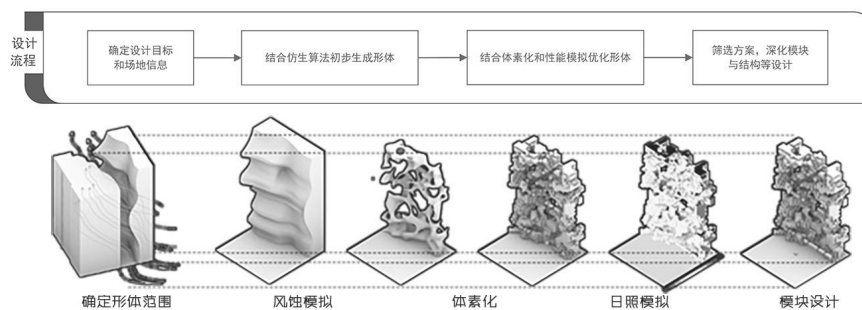 设计
流程
确定设计目标
和场地信息
结合仿生算法初步生成形体
结合体素化和性能模拟优化形体
筛选方案，深化模块
与结构等设计
确定形体范围
风蚀模拟
体素化
日照模拟
模块设计